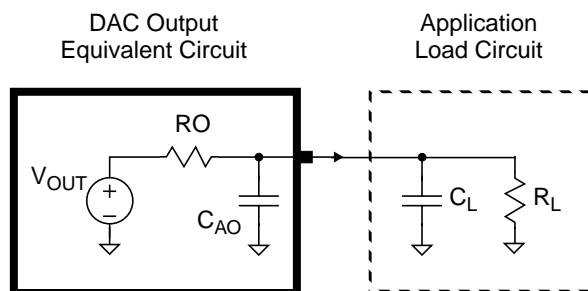 DAC Output
Equivalent Circuit
Application
Load Circuit
RO
VOUT
+
−
CAO
CL
RL